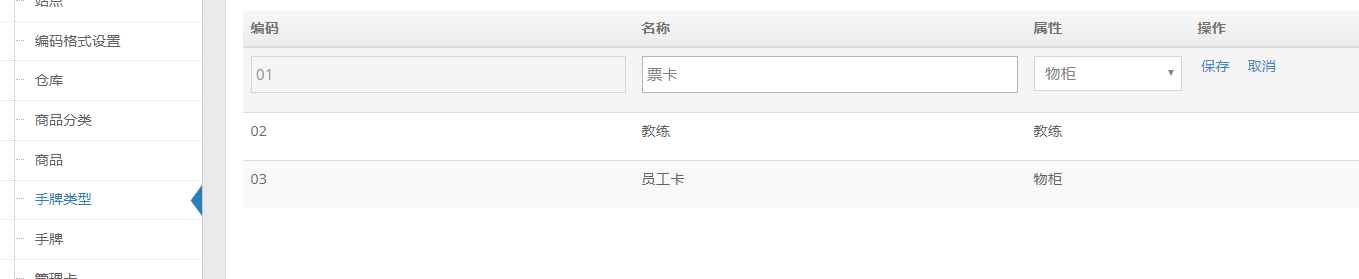 站点
编码格式设置
仓库
商品分类
商品
手牌类型
手牌
管理卡
编码 名称 属性 操作
01 票卡 物柜 保存 取消
02 教练 教练
03 员工卡 物柜